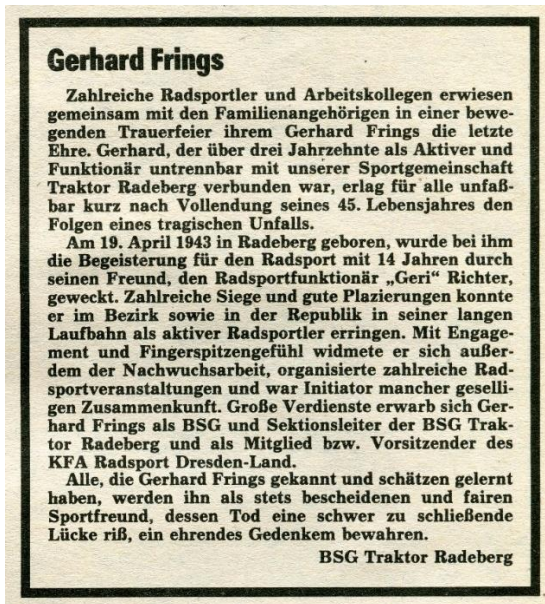 Gerhard Frings
Zahlreiche Radsportler und Arbeitskollegen erwiesen
gemeinsam mit den Familienangehörigen in einer bewe-
genden Trauerfeier ihrem Gerhard Frings die letzte
Ehre. Gerhard, der über drei Jahrzehnte als Aktiver und
Funktionär untrennbar mit unserer Sportgemeinschaft
Traktor Radeberg verbunden war, erlag für alle unfaß-
bar kurz nach Vollendung seines 45. Lebensjahres den
Folgen eines tragischen Unfalls.
Am 19. April 1943 in Radeberg geboren, wurde bei ihm
die Begeisterung für den Radsport mit 14 Jahren durch
seinen Freund, den Radsportfunktionär „Geri“ Richter,
geweckt. Zahlreiche Siege und gute Plazierungen konnte
er im Bezirk sowie in der Republik in seiner langen
Laufbahn als aktiver Radsportler erringen. Mit Engage-
ment und Fingerspitzengefühl widmete er sich außer-
dem der Nachwuchsarbeit, organisierte zahlreiche Rad-
sportveranstaltungen und war Initiator mancher geselli-
gen Zusammenkunft. Große Verdienste erwarb sich Ger-
hard Frings als BSG und Sektionsleiter der BSG Trak-
tor Radeberg und als Mitglied bzw. Vorsitzender des
KFA Radsport Dresden-Land.
Alle, die Gerhard Frings gekannt und schätzen gelernt
haben, werden ihn als stets bescheidenen und fairen
Sportfreund, dessen Tod eine schwer zu schließende
Lücke riß, ein ehrendes Gedenkem bewahren.
BSG Traktor Radeberg